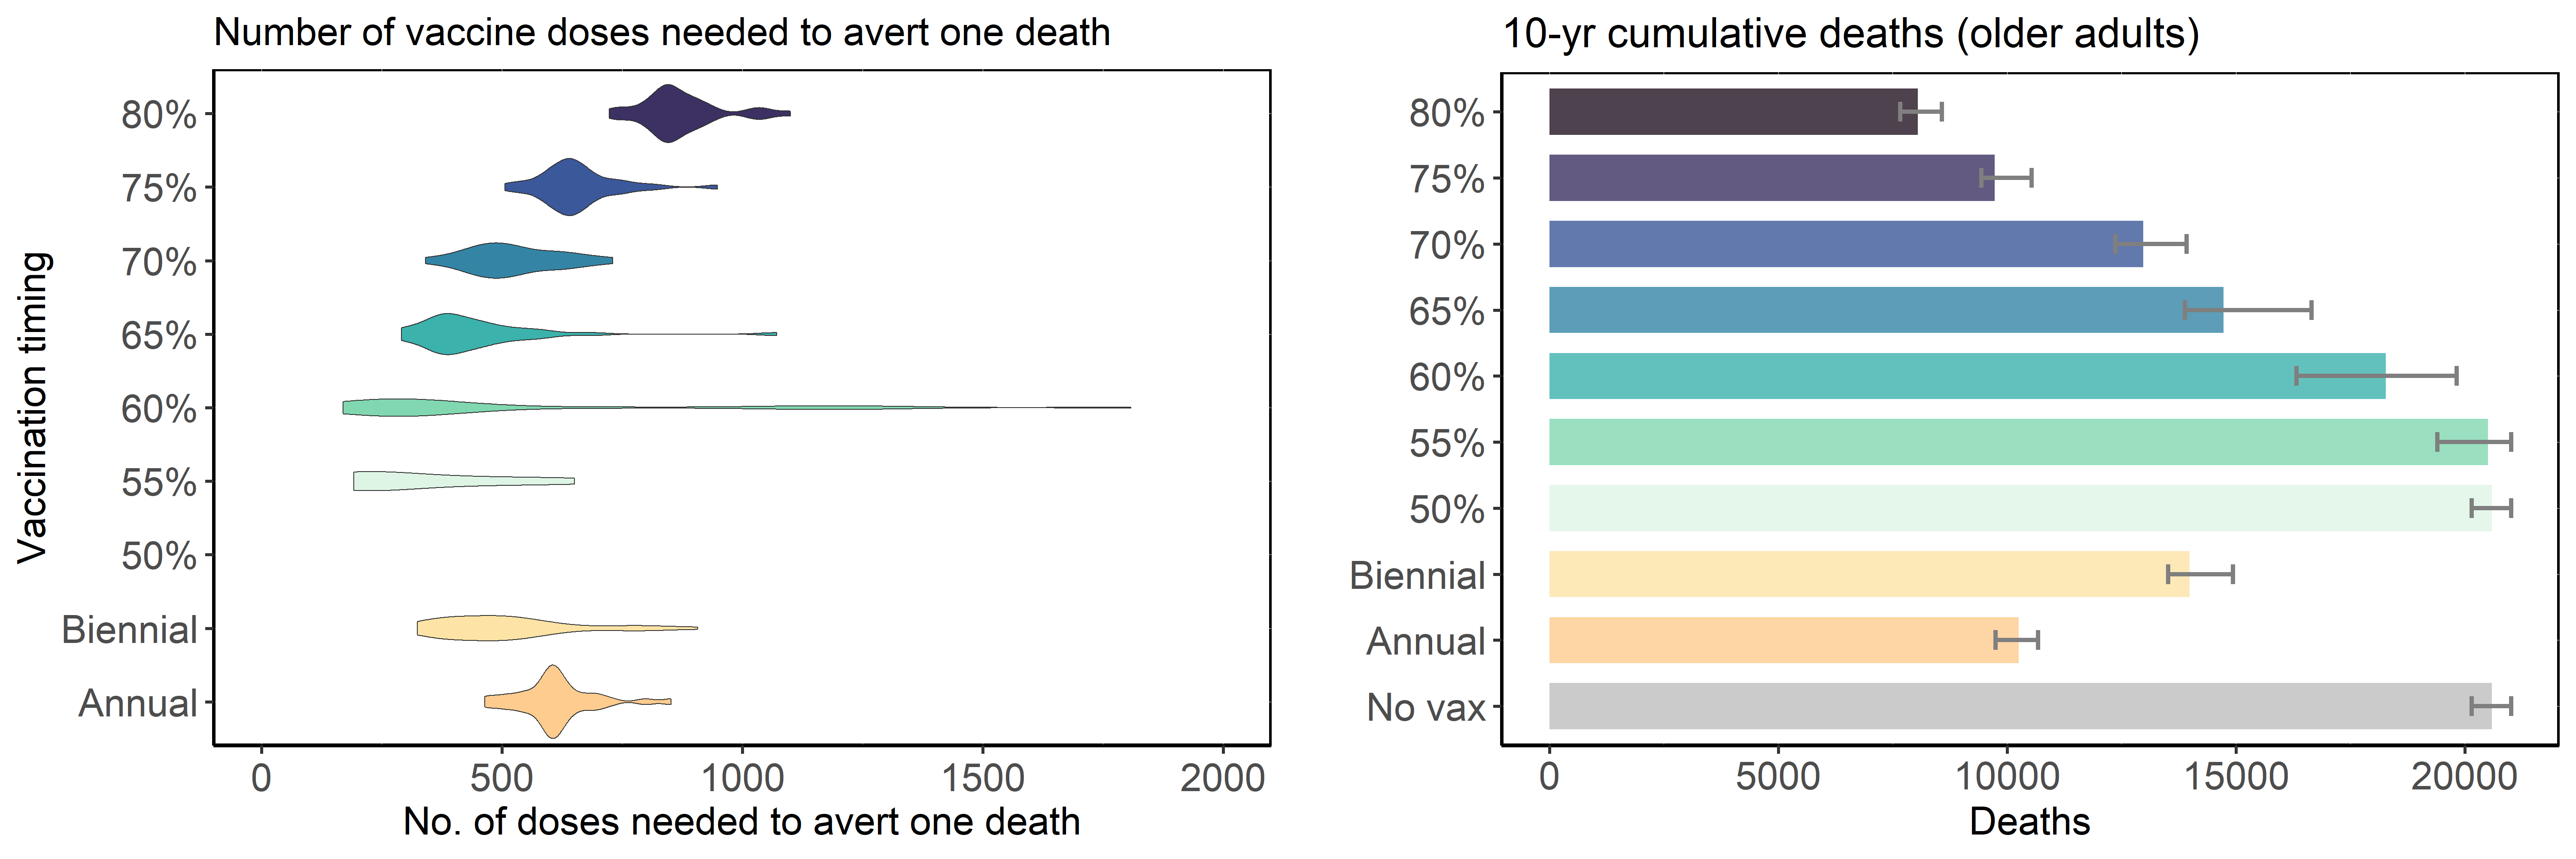 Number of vaccine doses needed to avert one death
Vaccination timing
80%
75%
70%
65%
60%
55%
50%
Biennial
Annual
0 500 1000 1500 2000
No. of doses needed to avert one death
10-yr cumulative deaths (older adults)
80%
75%
70%
65%
60%
55%
50%
Biennial
Annual
No vax
0 5000 10000 15000 20000
Deaths